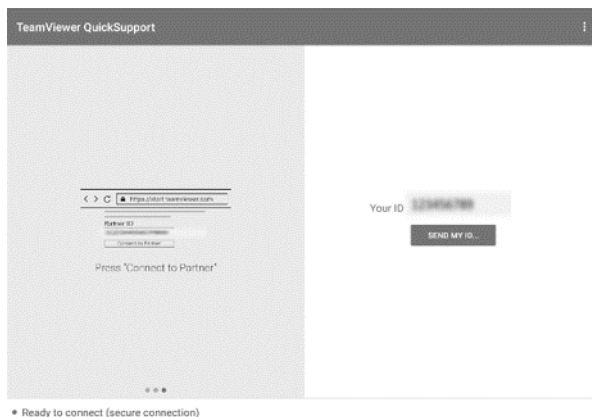 TeamViewer QuickSupport
https://start.teamviewer.com
Partner ID
Connect to Partner
Press "Connect to Partner"
Your ID
SEND MY ID...
Ready to connect (secure connection)